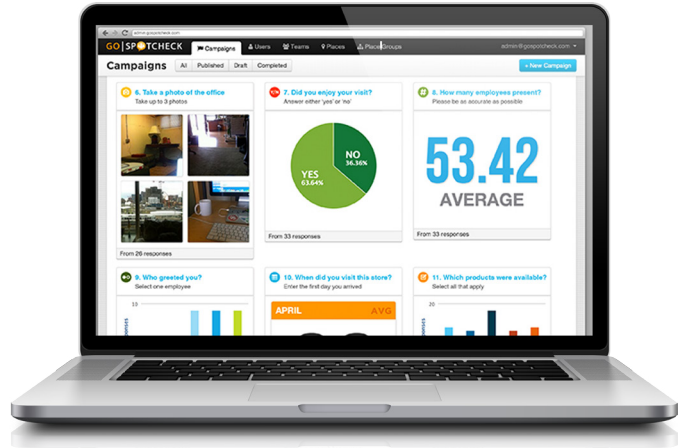 admin.gospotcheck.com
GO|SPOTCHECK
Campaigns
Users
Teams
Places
Place Groups
admin@gospotcheck.com
Campaigns
All
Published
Draft
Completed
+ New Campaign
6. Take a photo of the office
Take up to 3 photos
From 26 responses
7. Did you enjoy your visit?
Answer either 'yes' or 'no'
NO
36.36%
YES
63.64%
From 33 responses
8. How many employees present?
Please be as accurate as possible
53.42
AVERAGE
From 33 responses
9. Who greeted you?
Select one employee
10. When did you visit this store?
Enter the first day you arrived
APRIL
AVG
11. Which products were available?
Select all that apply
20